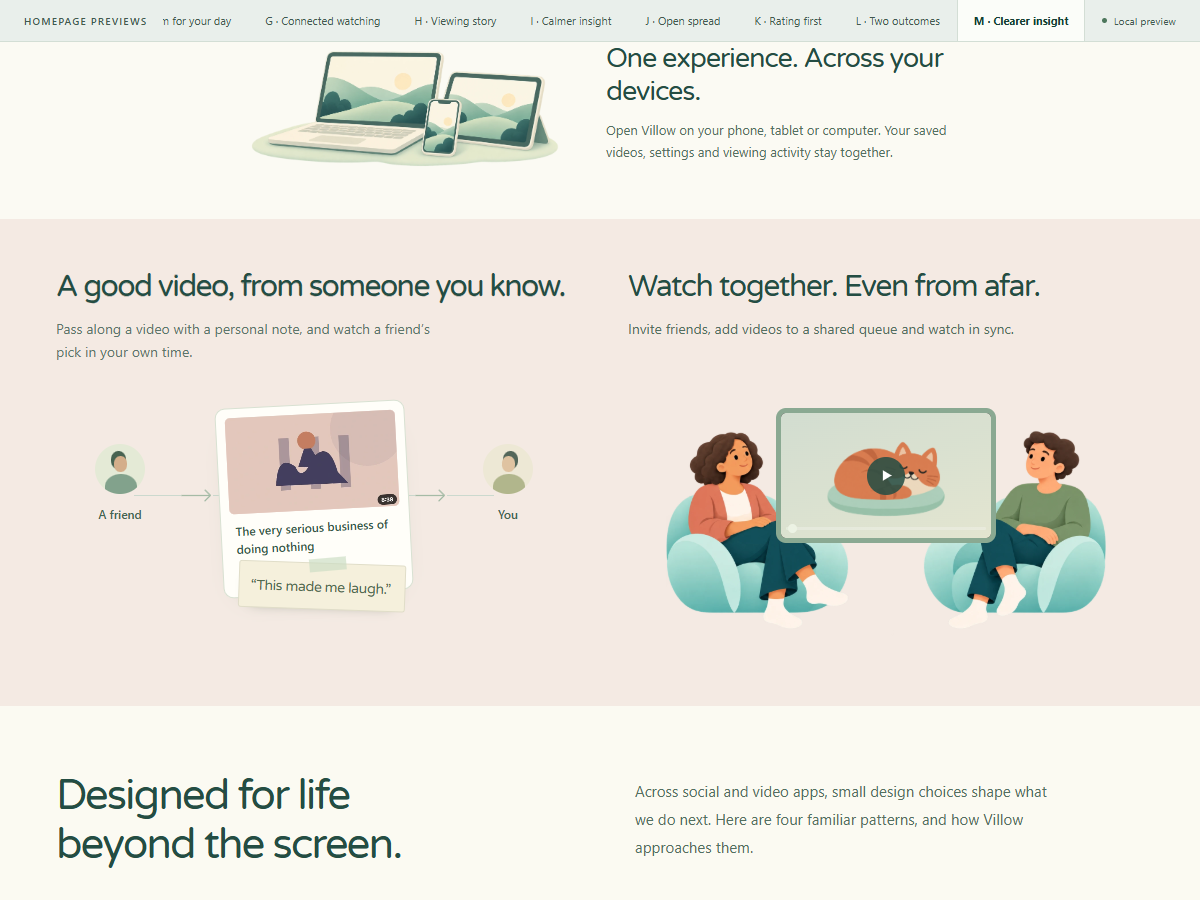 HOMEPAGE PREVIEWS
m for your day
G · Connected watching
H · Viewing story
I · Calmer insight
J · Open spread
K · Rating first
L · Two outcomes
M · Clearer insight
Local preview
One experience. Across your
devices.
Open Villow on your phone, tablet or computer. Your saved
videos, settings and viewing activity stay together.
A good video, from someone you know.
Pass along a video with a personal note, and watch a friend’s
pick in your own time.
A friend
8:38
The very serious business of
doing nothing
“This made me laugh.”
You
Watch together. Even from afar.
Invite friends, add videos to a shared queue and watch in sync.
Designed for life
beyond the screen.
Across social and video apps, small design choices shape what
we do next. Here are four familiar patterns, and how Villow
approaches them.